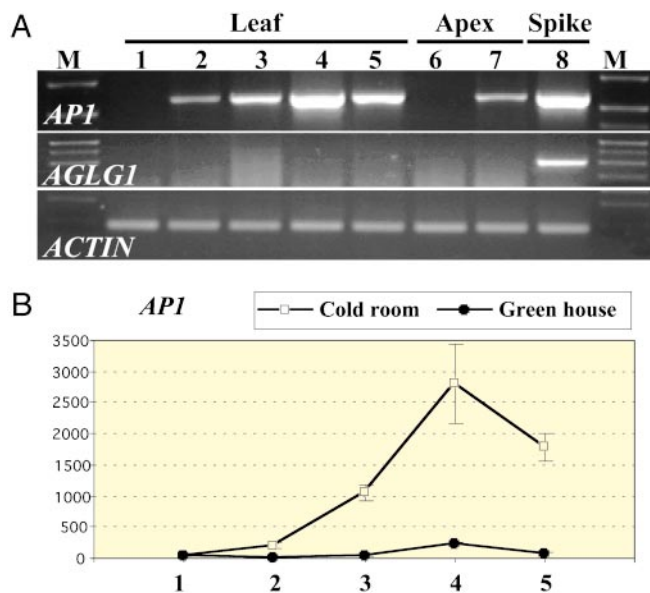 A
Leaf Apex Spike
M 1 2 3 4 5 6 7 8 M
AP1
AGLG1
ACTIN
B AP1 Cold room Green house
3500
3000
2500
2000
1500
1000
500
0
1 2 3 4 5